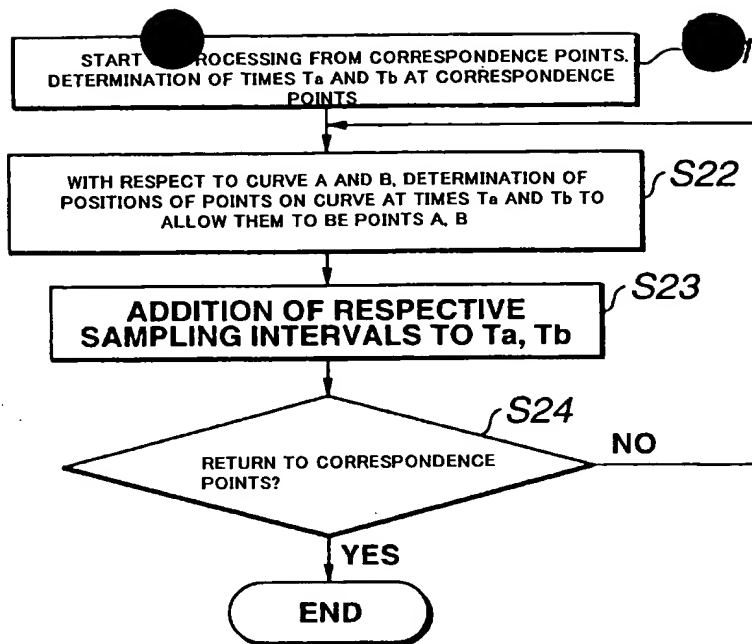 START PROCESSING FROM CORRESPONDENCE POINTS.
DETERMINATION OF TIMES Ta AND Tb AT CORRESPONDENCE
POINTS
WITH RESPECT TO CURVE A AND B, DETERMINATION OF
POSITIONS OF POINTS ON CURVE AT TIMES Ta AND Tb TO
ALLOW THEM TO BE POINTS A, B
S22
ADDITION OF RESPECTIVE
SAMPLING INTERVALS TO Ta, Tb
S23
S24
RETURN TO CORRESPONDENCE
POINTS?
NO
YES
END